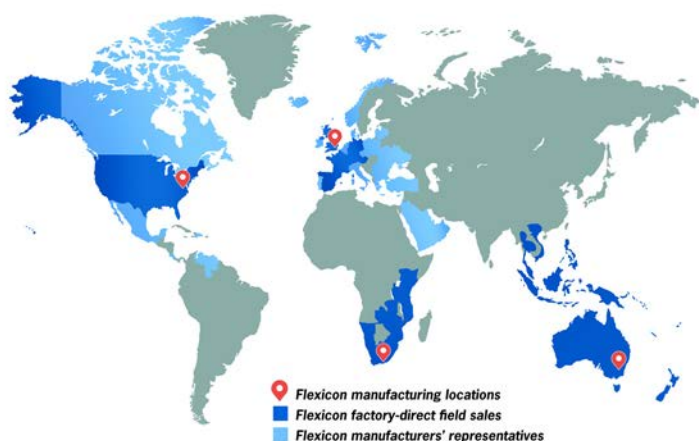 Flexicon manufacturing locations
Flexicon factory-direct field sales
Flexicon manufacturers' representatives